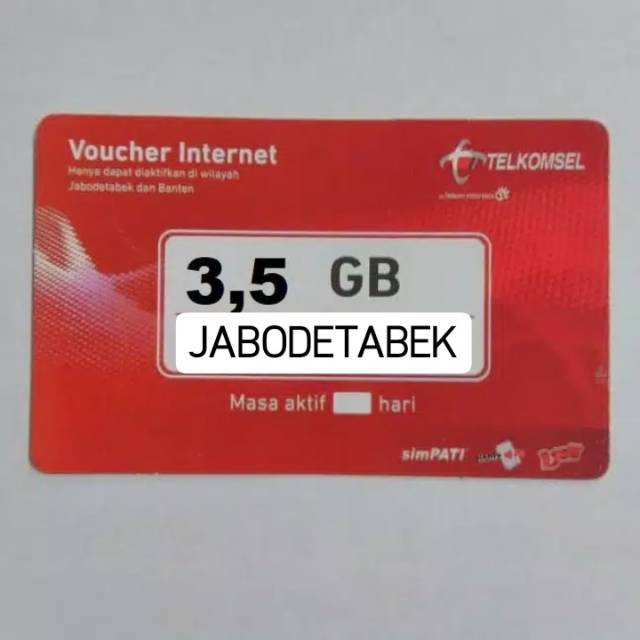 Voucher Internet
Hanya dapat diaktifkan di wilayah
Jabodetabek dan Banten
TELKOMSEL
3,5 GB
JABODETABEK
Masa aktif hari
simPATI